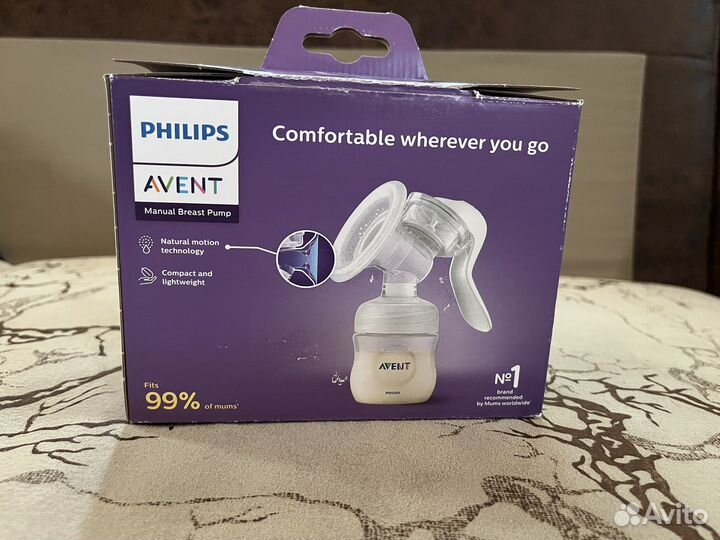 PHILIPS
AVENT
Manual Breast Pump
Comfortable wherever you go
Natural motion
technology
Compact and
lightweight
AVENT
PHILIPS
Fits
99% of mums¹
Nº1
brand
recommended
by Mums worldwide
Avito